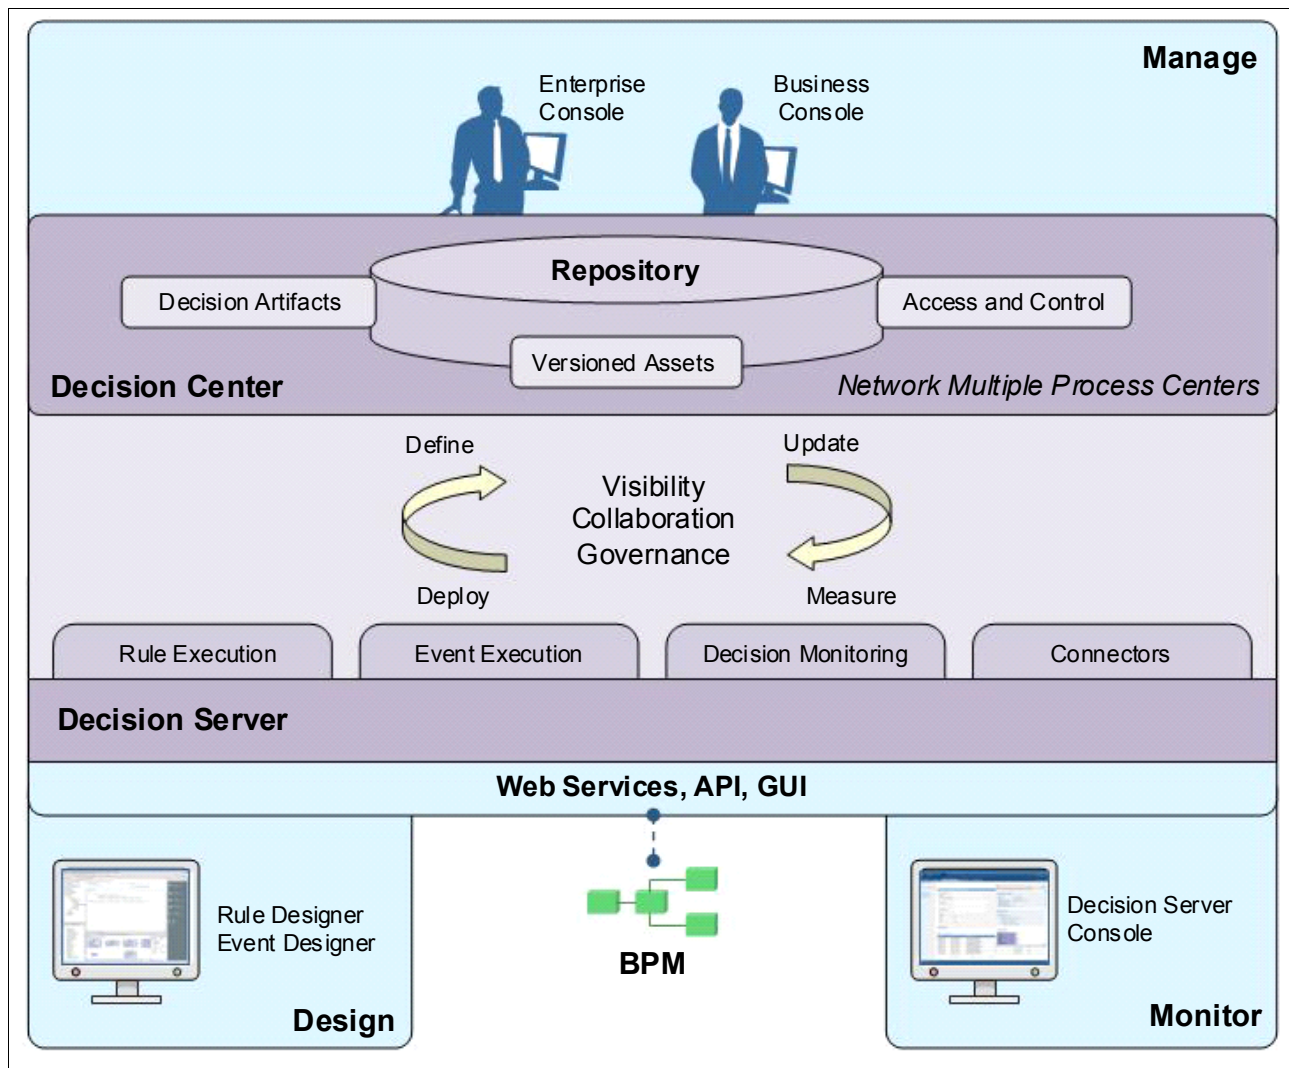 Manage
Enterprise
Console
Business
Console
Repository
Decision Artifacts
Access and Control
Versioned Assets
Decision Center
Network Multiple Process Centers
Define
Update
Visibility
Collaboration
Governance
Deploy
Measure
Rule Execution
Event Execution
Decision Monitoring
Connectors
Decision Server
Web Services, API, GUI
Rule Designer
Event Designer
Design
BPM
Decision Server
Console
Monitor